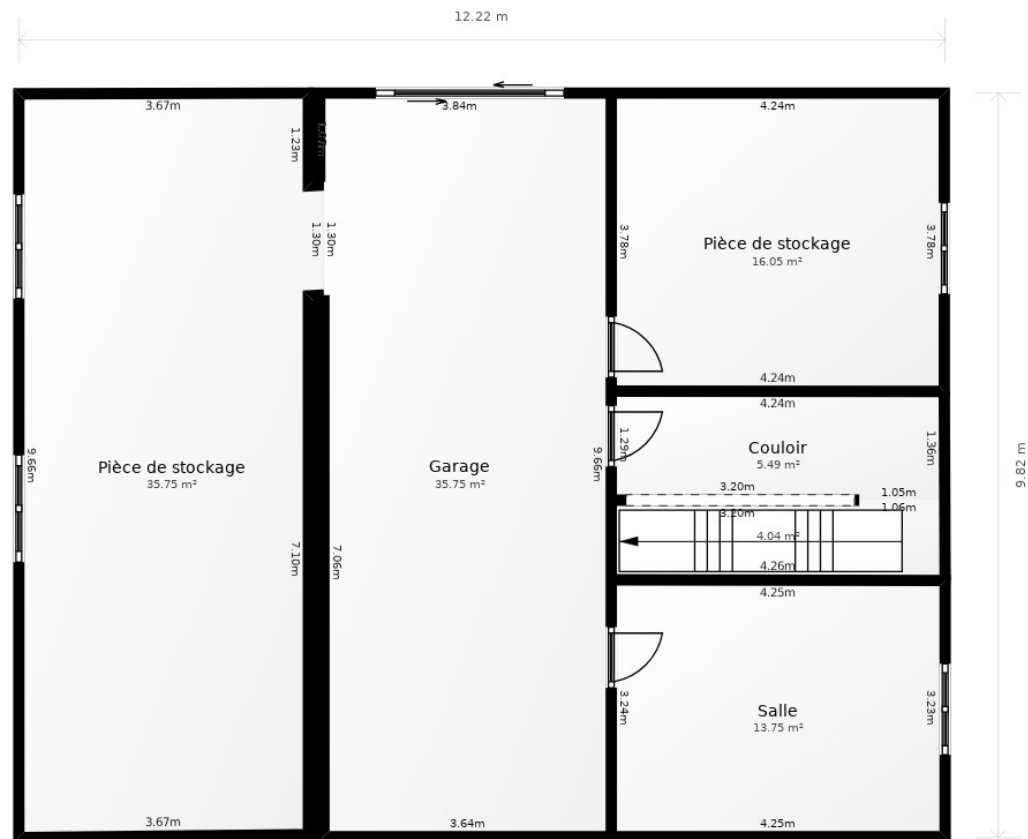 12.22 m
3.67m
3.84m
4.24m
1.23m
1.30m
1.30m
3.78m
3.78m
Pièce de stockage
16.05 m²
4.24m
4.24m
1.29m
Couloir
5.49 m²
1.36m
9.66m
Pièce de stockage
35.75 m²
Garage
35.75 m²
9.66m
9.82 m
3.20m
1.05m
3.20m
1.06m
4.04 m²
4.26m
7.10m
7.06m
4.25m
3.24m
Salle
13.75 m²
3.23m
3.67m
3.64m
4.25m